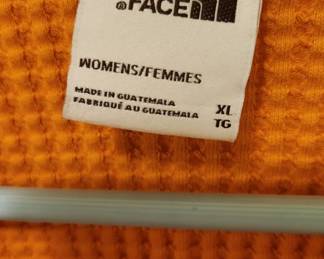 ®FACE
WOMENS/FEMMES
MADE IN GUATEMALA
FABRIQUÉ AU GUATEMALA
XL
TG